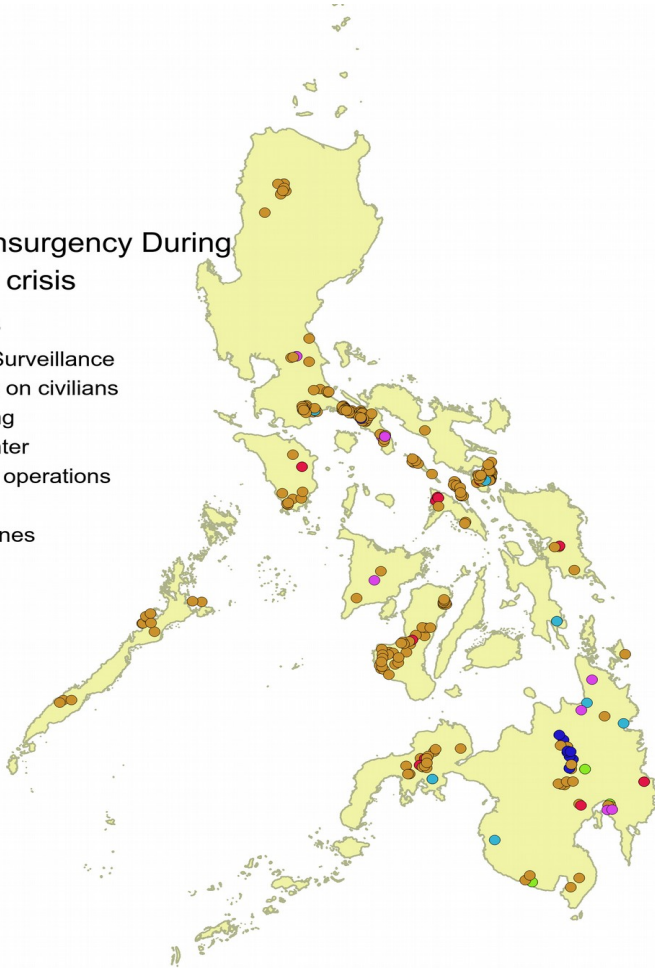 nsurgency During
crisis
Surveillance
on civilians
ng
nter
operations
nes